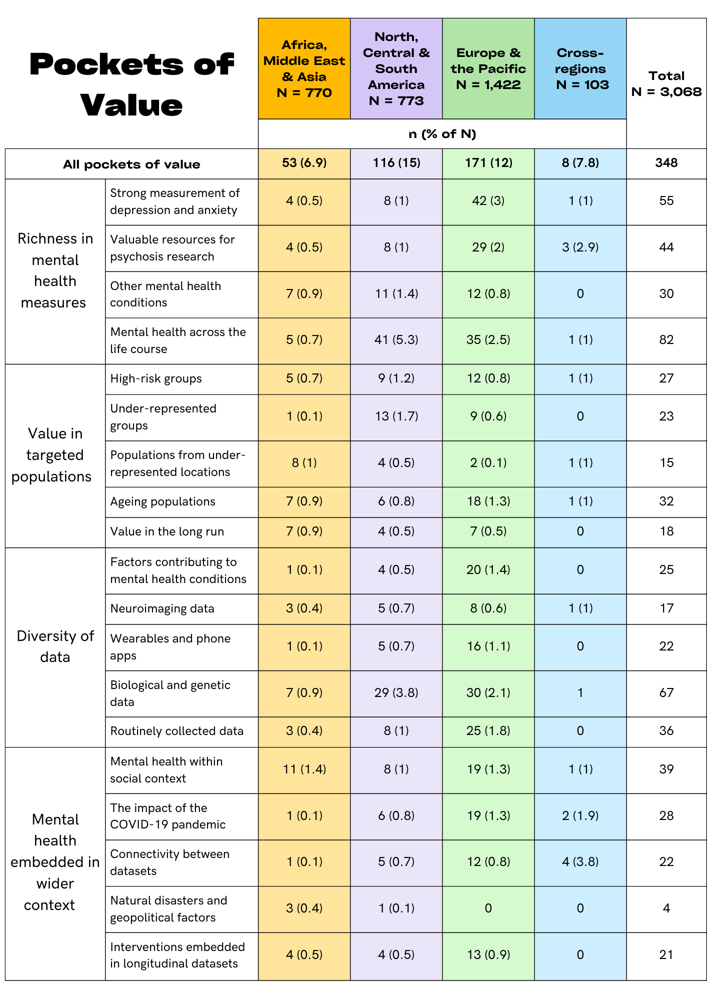 Pockets of
Value
Africa,
Middle East
& Asia
N = 770
North,
Central &
South
America
N = 773
Europe &
the Pacific
N = 1,422
Cross-
regions
N = 103
Total
N = 3,068
n (% of N)
All pockets of value 53 (6.9) 116 (15) 171 (12) 8 (7.8) 348
Richness in
mental
health
measures
Strong measurement of
depression and anxiety
4 (0.5) 8 (1) 42 (3) 1 (1) 55
Valuable resources for
psychosis research
4 (0.5) 8 (1) 29 (2) 3 (2.9) 44
Other mental health
conditions
7 (0.9) 11 (1.4) 12 (0.8) 0 30
Mental health across the
life course
5 (0.7) 41 (5.3) 35 (2.5) 1 (1) 82
Value in
targeted
populations
High-risk groups 5 (0.7) 9 (1.2) 12 (0.8) 1 (1) 27
Under-represented
groups
1 (0.1) 13 (1.7) 9 (0.6) 0 23
Populations from under-
represented locations
8 (1) 4 (0.5) 2 (0.1) 1 (1) 15
Ageing populations 7 (0.9) 6 (0.8) 18 (1.3) 1 (1) 32
Value in the long run 7 (0.9) 4 (0.5) 7 (0.5) 0 18
Diversity of
data
Factors contributing to
mental health conditions
1 (0.1) 4 (0.5) 20 (1.4) 0 25
Neuroimaging data 3 (0.4) 5 (0.7) 8 (0.6) 1 (1) 17
Wearables and phone
apps
1 (0.1) 5 (0.7) 16 (1.1) 0 22
Biological and genetic
data
7 (0.9) 29 (3.8) 30 (2.1) 1 67
Routinely collected data 3 (0.4) 8 (1) 25 (1.8) 0 36
Mental
health
embedded in
wider
context
Mental health within
social context
11 (1.4) 8 (1) 19 (1.3) 1 (1) 39
The impact of the
COVID-19 pandemic
1 (0.1) 6 (0.8) 19 (1.3) 2 (1.9) 28
Connectivity between
datasets
1 (0.1) 5 (0.7) 12 (0.8) 4 (3.8) 22
Natural disasters and
geopolitical factors
3 (0.4) 1 (0.1) 0 0 4
Interventions embedded
in longitudinal datasets
4 (0.5) 4 (0.5) 13 (0.9) 0 21